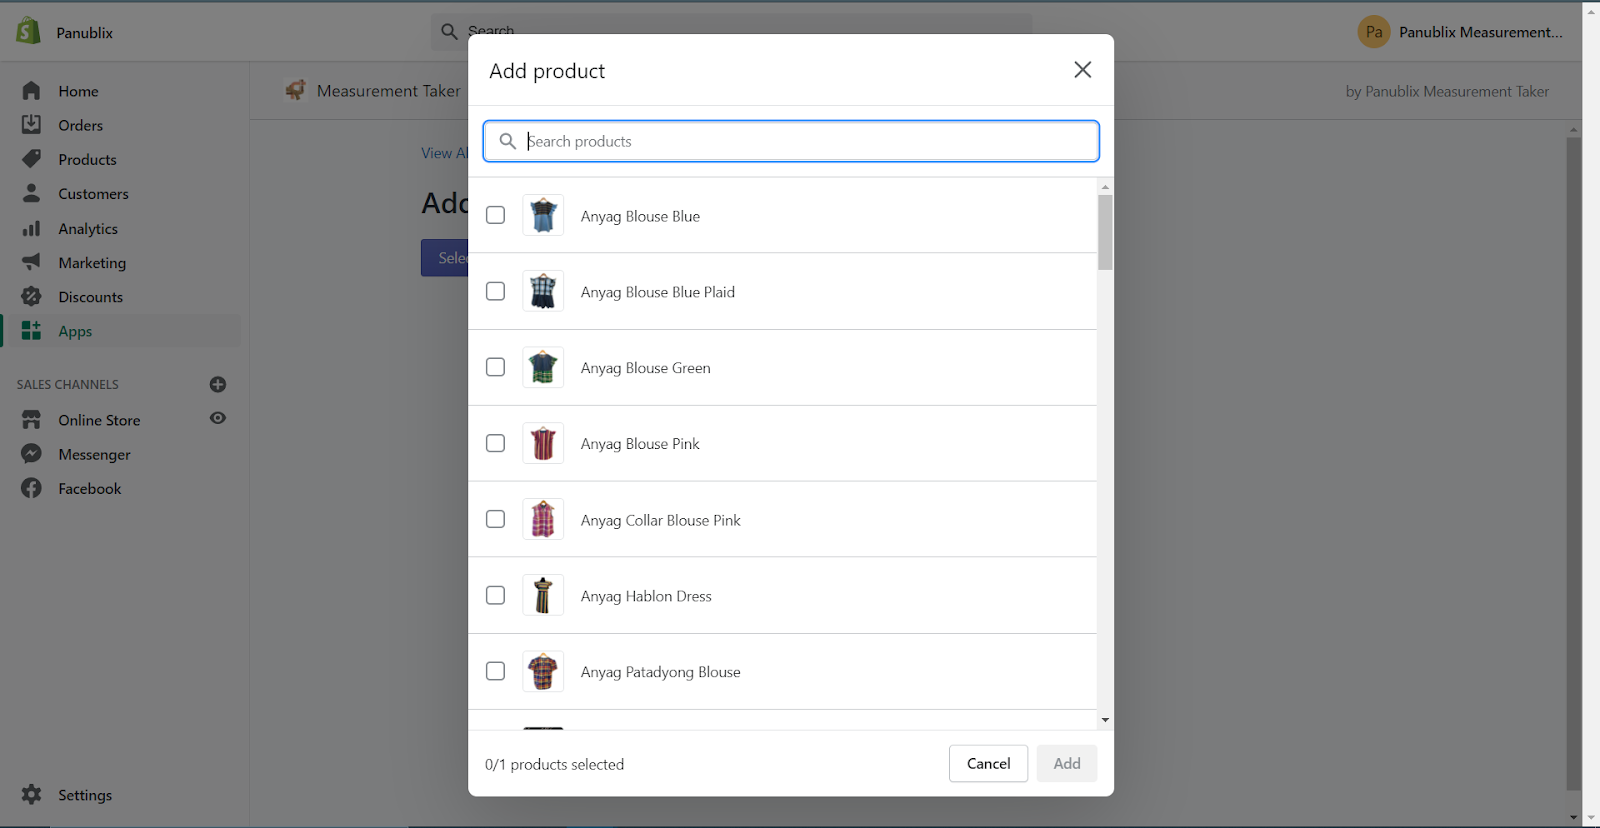 Panublix
Search
Pa
Panublix Measurement...
Home
Orders
Products
Customers
Analytics
Marketing
Discounts
Apps
SALES CHANNELS
Online Store
Messenger
Facebook
Settings
Measurement Taker
by Panublix Measurement Taker
View
Add product
Search products
Anyag Blouse Blue
Anyag Blouse Blue Plaid
Anyag Blouse Green
Anyag Blouse Pink
Anyag Collar Blouse Pink
Anyag Hablon Dress
Anyag Patadyong Blouse
0/1 products selected
Cancel
Add